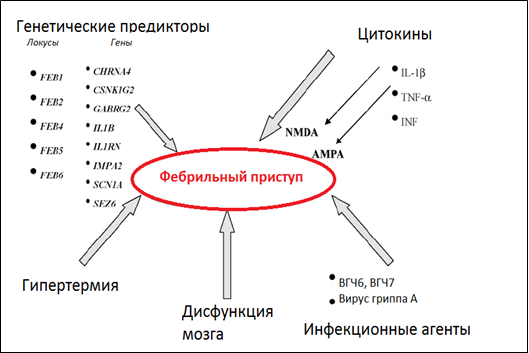 Генетические предикторы
Локусы
Гены
FEB1
FEB2
FEB4
FEB5
FEB6
CHRNA4
CSNK1G2
GABRG2
IL1B
IL1RN
IMPA2
SCN1A
SEZ6
Цитокины
IL-1β
TNF-α
INF
NMDA
AMPA
Фебрильный приступ
Гипертермия
Дисфункция
мозга
ВГЧ6, ВГЧ7
Вирус гриппа А
Инфекционные агенты